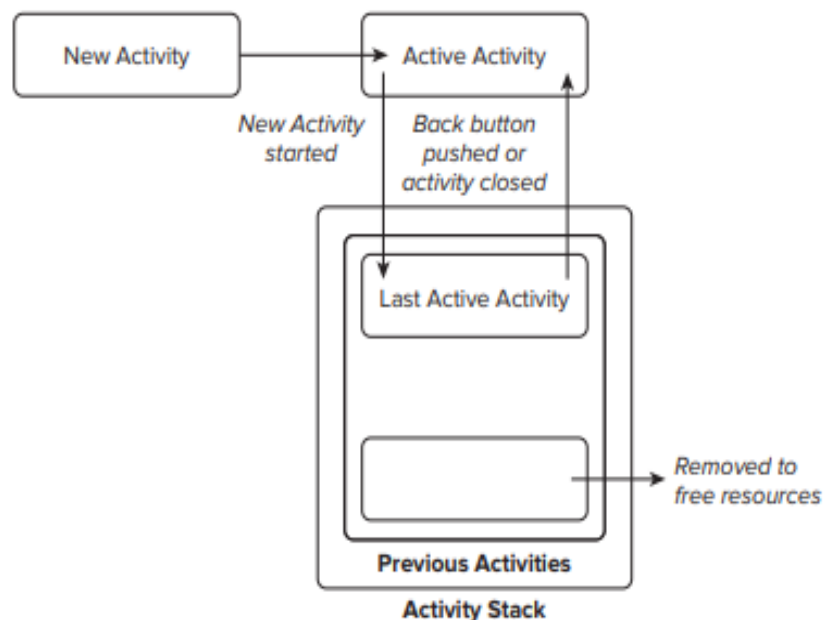 New Activity
Active Activity
New Activity
started
Back button
pushed or
activity closed
Last Active Activity
Removed to
free resources
Previous Activities
Activity Stack